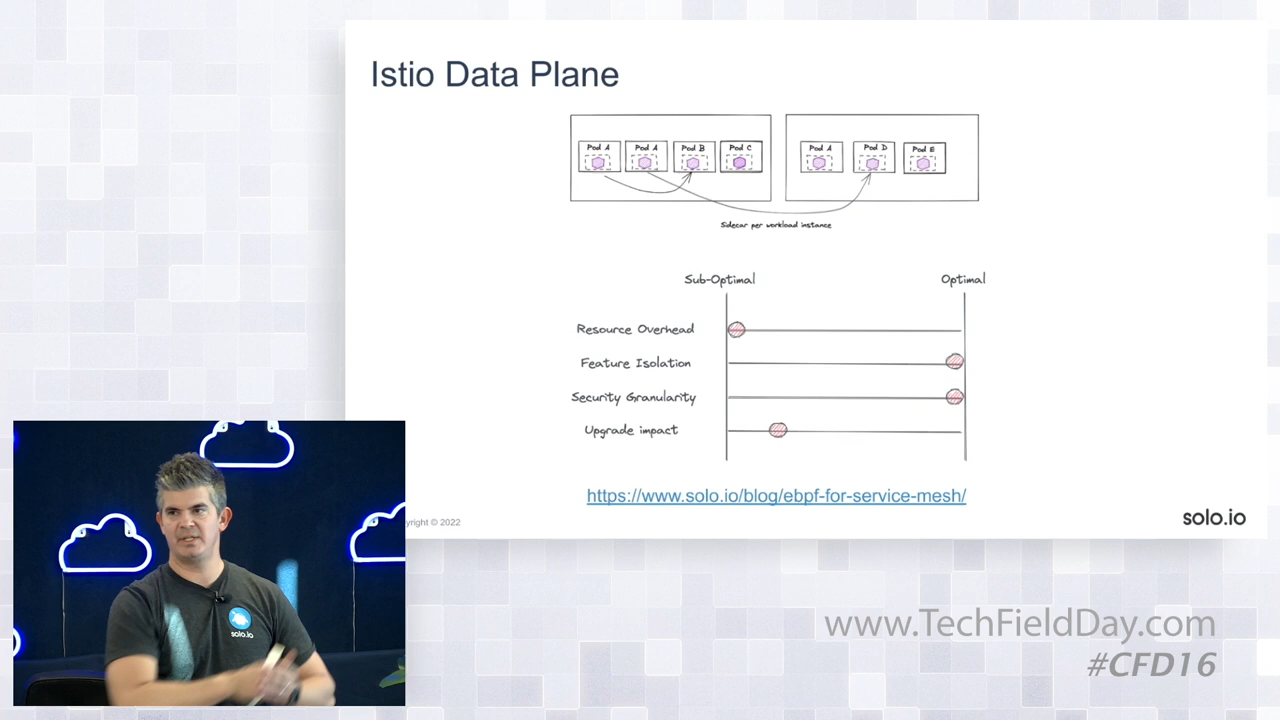 Istio Data Plane
Pod A
Pod A
Pod B
Pod C
Pod A
Pod D
Pod E
Sidecar per workload instance
Sub-Optimal
Optimal
Resource Overhead
Feature Isolation
Security Granularity
Upgrade impact
https://www.solo.io/blog/ebpf-for-service-mesh/
yright © 2022
solo.io
solo.io
www.TechFieldDay.com
#CFD16